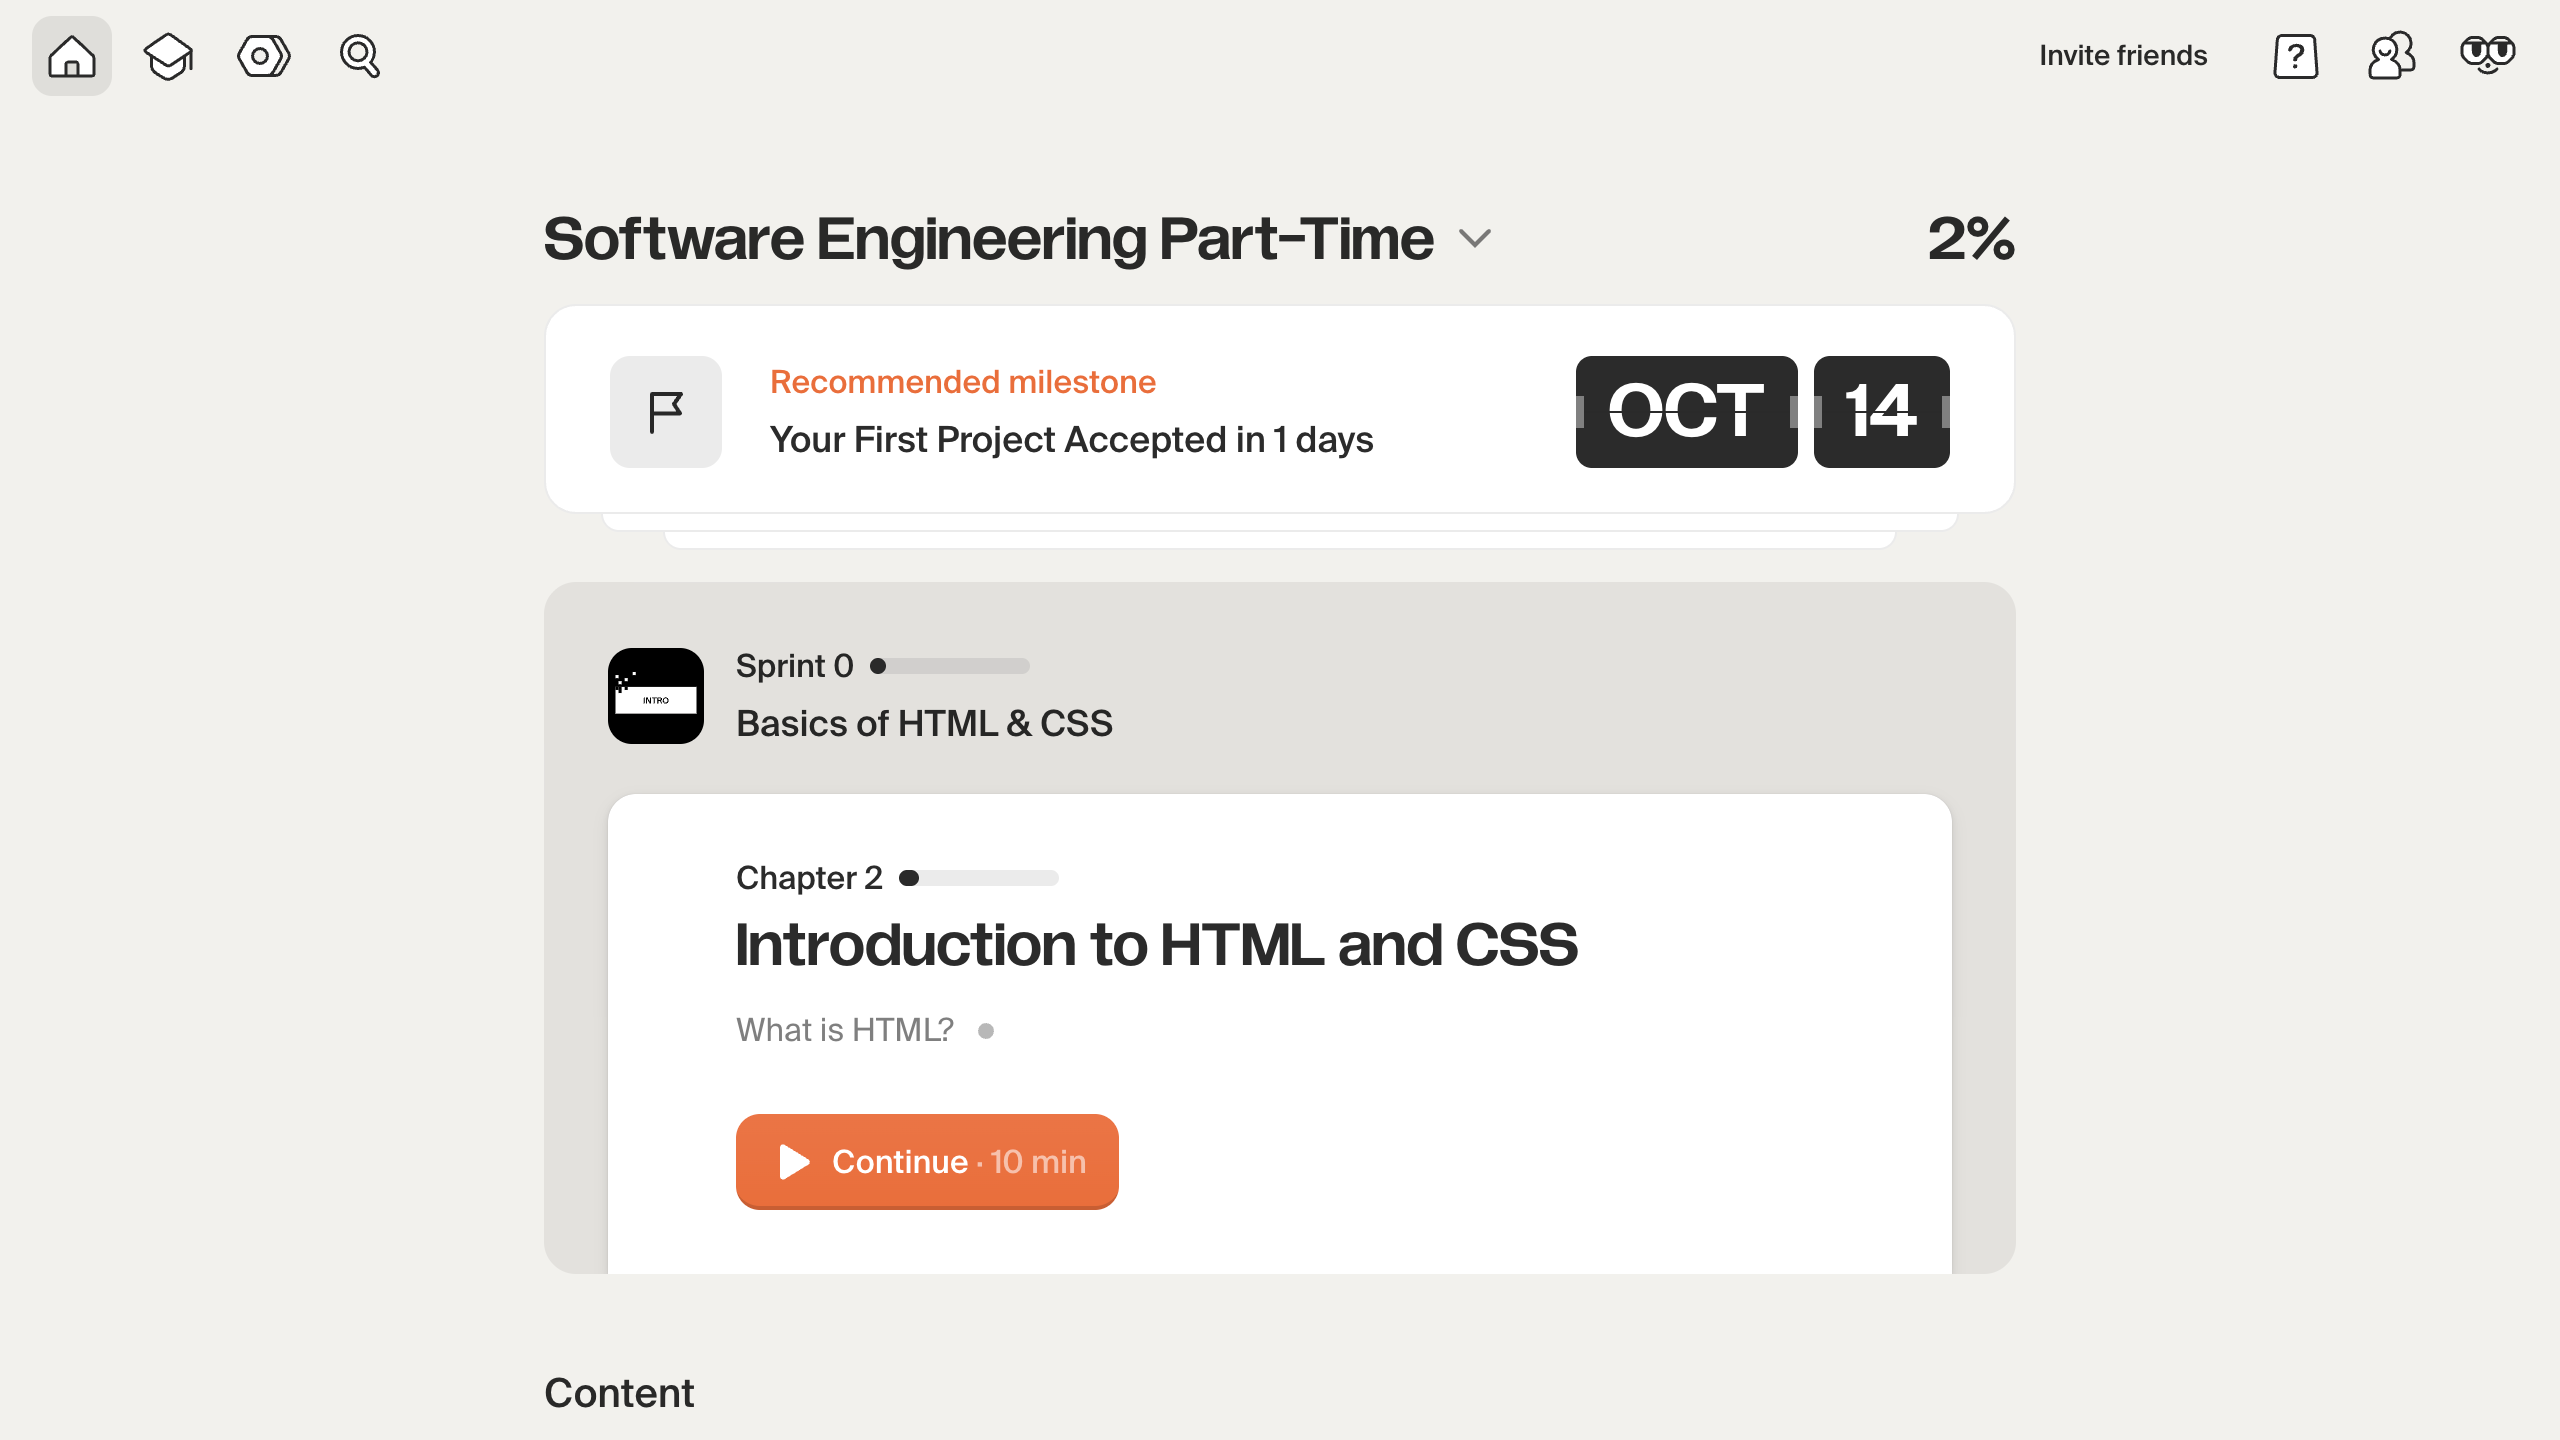 Invite friends
?
Software Engineering Part-Time
2%
Recommended milestone
Your First Project Accepted in 1 days
OCT 14
Sprint 0
INTRO
Basics of HTML & CSS
Chapter 2
Introduction to HTML and CSS
What is HTML?
Continue · 10 min
Content